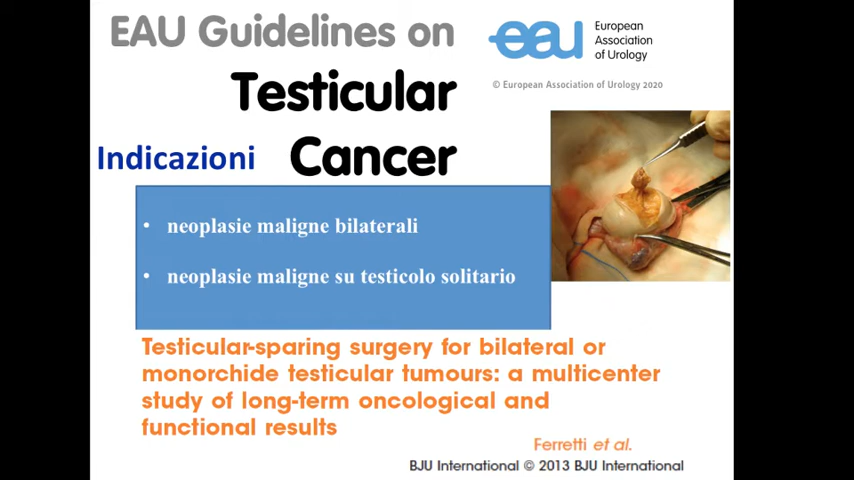 EAU Guidelines on
Testicular
Cancer
eau
European
Association
of Urology
© European Association of Urology 2020
Indicazioni
• neoplasie maligne bilaterali
• neoplasie maligne su testicolo solitario
Testicular-sparing surgery for bilateral or
monorchide testicular tumours: a multicenter
study of long-term oncological and
functional results
Ferretti et al.
BJU International © 2013 BJU International